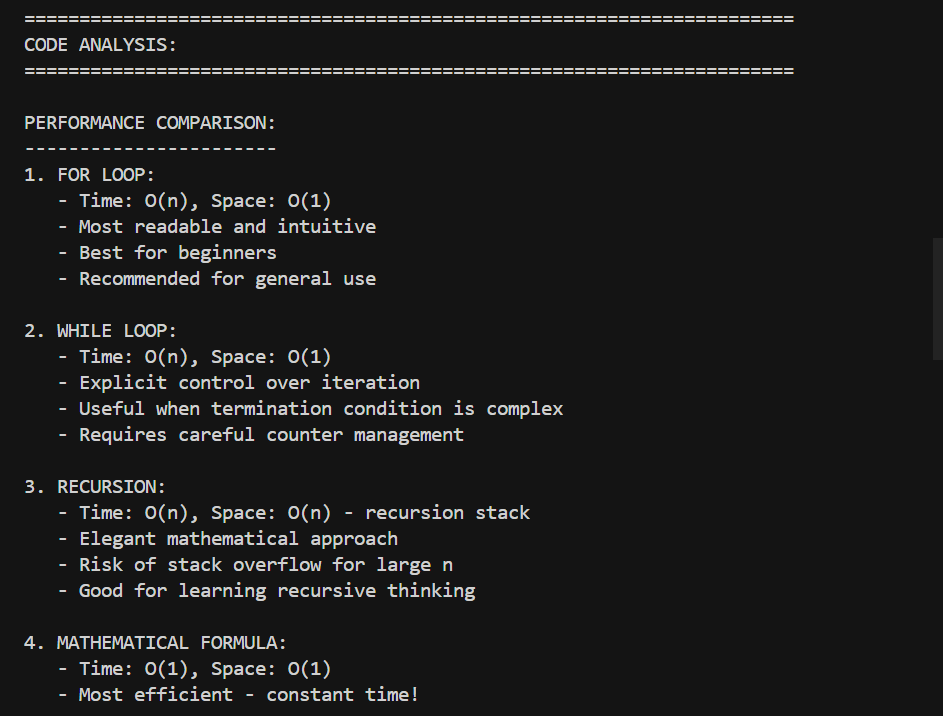 ======================================================================
CODE ANALYSIS:
======================================================================
PERFORMANCE COMPARISON:
-----------------------
1. FOR LOOP:
   - Time: O(n), Space: O(1)
   - Most readable and intuitive
   - Best for beginners
   - Recommended for general use
2. WHILE LOOP:
   - Time: O(n), Space: O(1)
   - Explicit control over iteration
   - Useful when termination condition is complex
   - Requires careful counter management
3. RECURSION:
   - Time: O(n), Space: O(n) - recursion stack
   - Elegant mathematical approach
   - Risk of stack overflow for large n
   - Good for learning recursive thinking
4. MATHEMATICAL FORMULA:
   - Time: O(1), Space: O(1)
   - Most efficient - constant time!